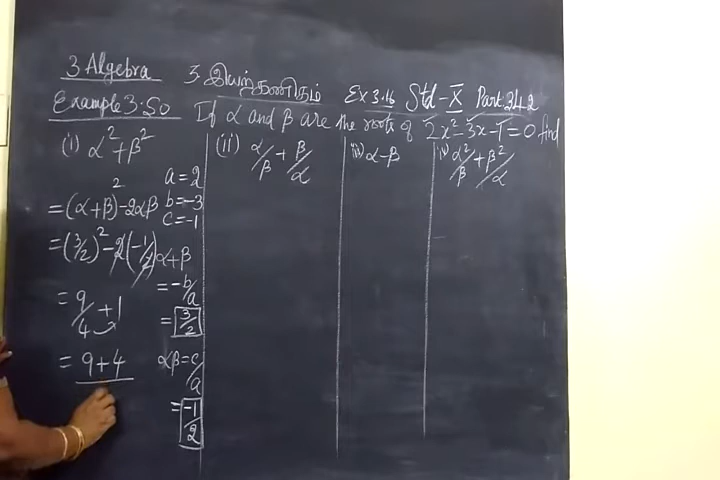 3 Algebra 3 இயற்கணிதம் Ex 3.16 Std - X Part 242
Example 3.50 If α and β are the roots of 2x²-3x-1=0 find
(i) α²+β²
= (α+β)² - 2αβ
= (3/2)² - 2(-1/2)
= 9/4 + 1
= 9+4
a = 2
b = -3
c = -1
α+β
= -b/a
= 3/2
αβ = c/a
= -1/2
(ii) α/β + β/α
iii) α-β
iv) α²/β + β²/α